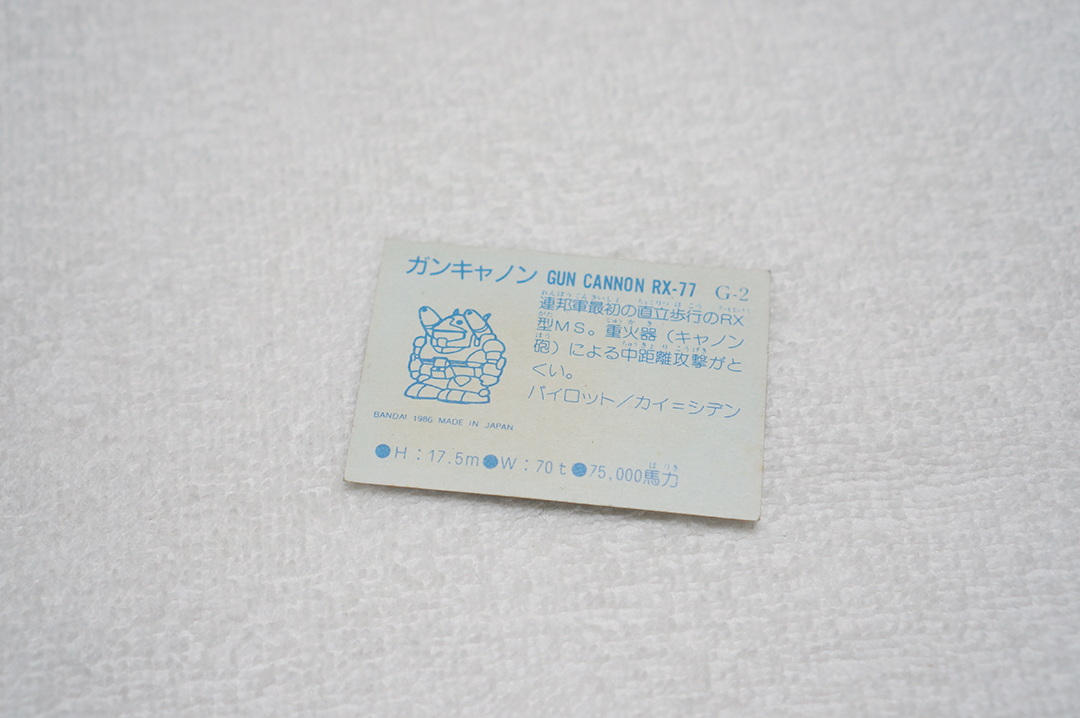 ガンキャノン GUN CANNON RX-77 G-2
連邦軍最初の直立歩行のRX
型MS。重火器(キャノン
砲)による中距離攻撃がと
くい。
パイロット/カイ=シデン
BANDAI 1986 MADE IN JAPAN
●H:17.5m●W:70t●75,000馬力